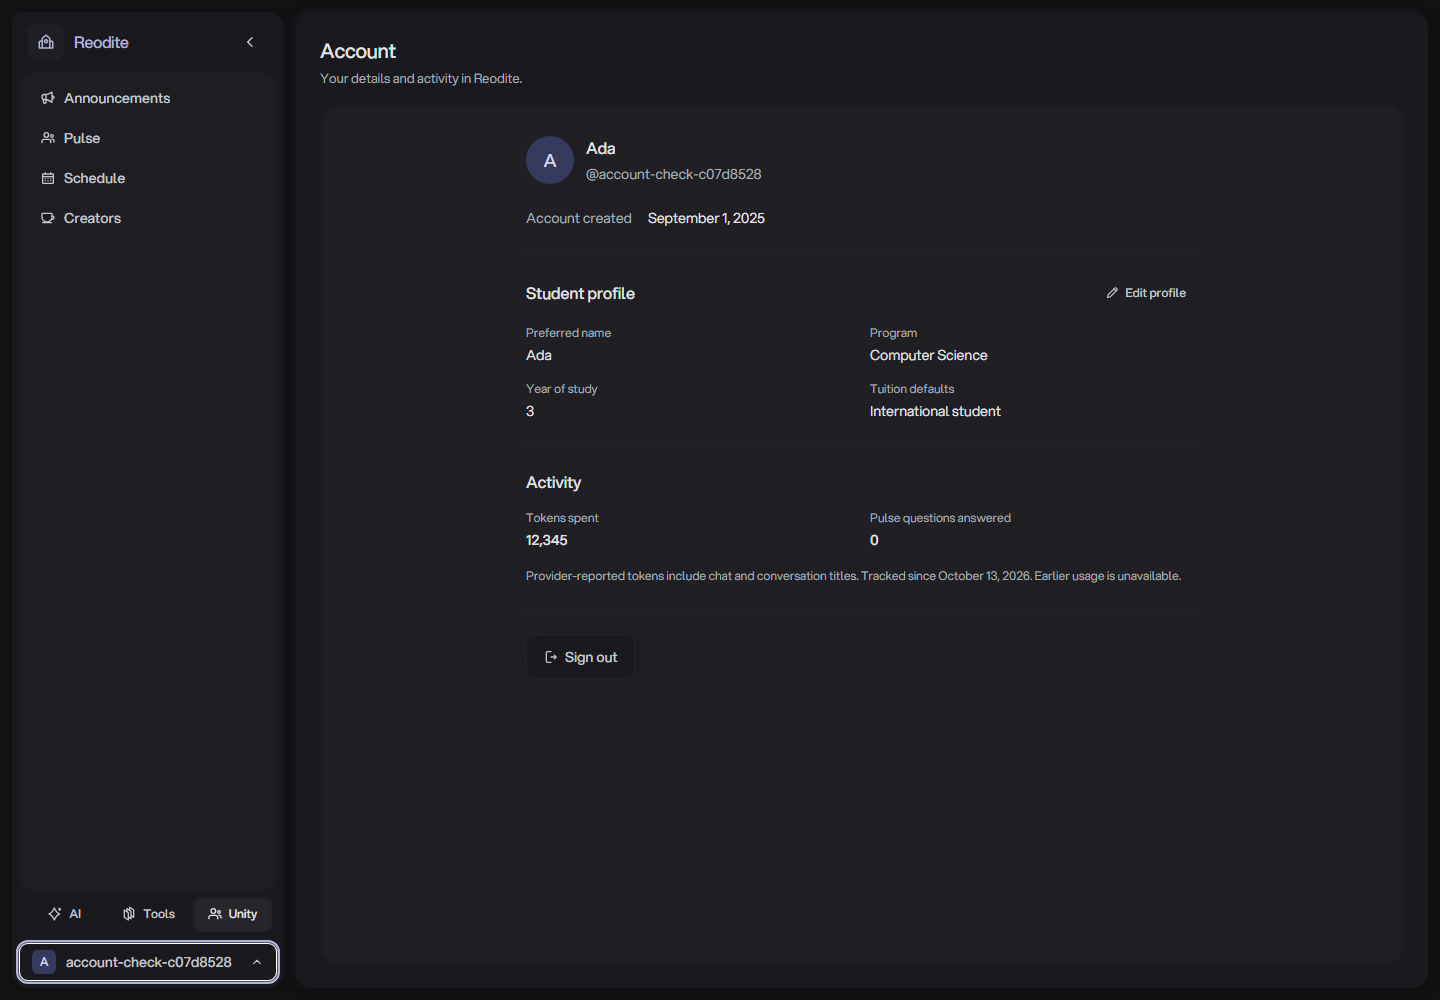 Reodite
Announcements
Pulse
Schedule
Creators
AI
Tools
Unity
A
account-check-c07d8528
Account
Your details and activity in Reodite.
A
Ada
@account-check-c07d8528
Account created September 1, 2025
Student profile
Edit profile
Preferred name
Ada
Program
Computer Science
Year of study
3
Tuition defaults
International student
Activity
Tokens spent
12,345
Pulse questions answered
0
Provider-reported tokens include chat and conversation titles. Tracked since October 13, 2026. Earlier usage is unavailable.
Sign out